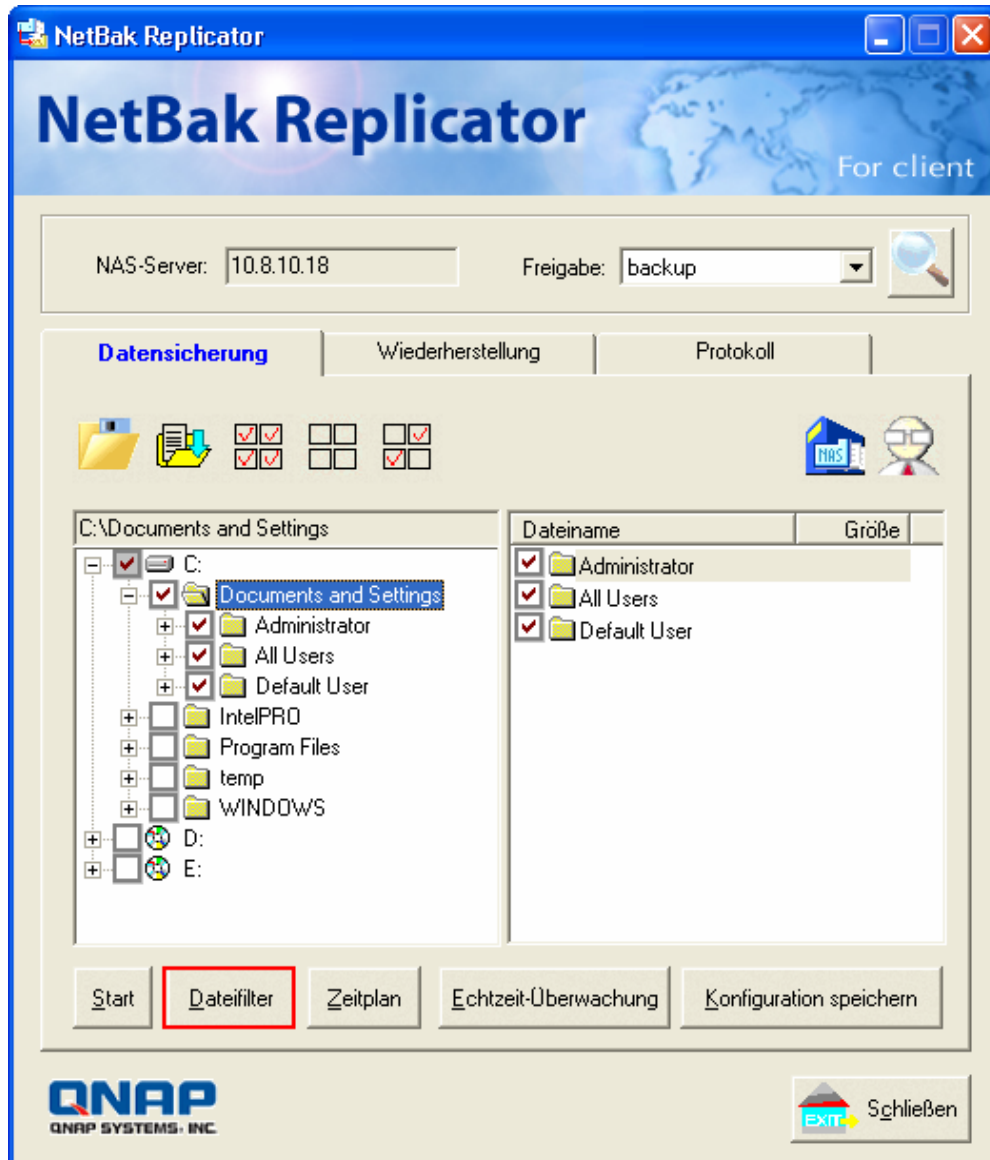 NetBak Replicator
NetBak Replicator
For client
NAS-Server: 10.8.10.18 Freigabe: backup
Datensicherung Wiederherstellung Protokoll
NAS
C:\Documents and Settings
C:
Documents and Settings
Administrator
All Users
Default User
IntelPRO
Program Files
temp
WINDOWS
D:
E:
Dateiname Größe
Administrator
All Users
Default User
Start Dateifilter Zeitplan Echtzeit-Überwachung Konfiguration speichern
QNAP
QNAP SYSTEMS, INC.
EXIT Schließen